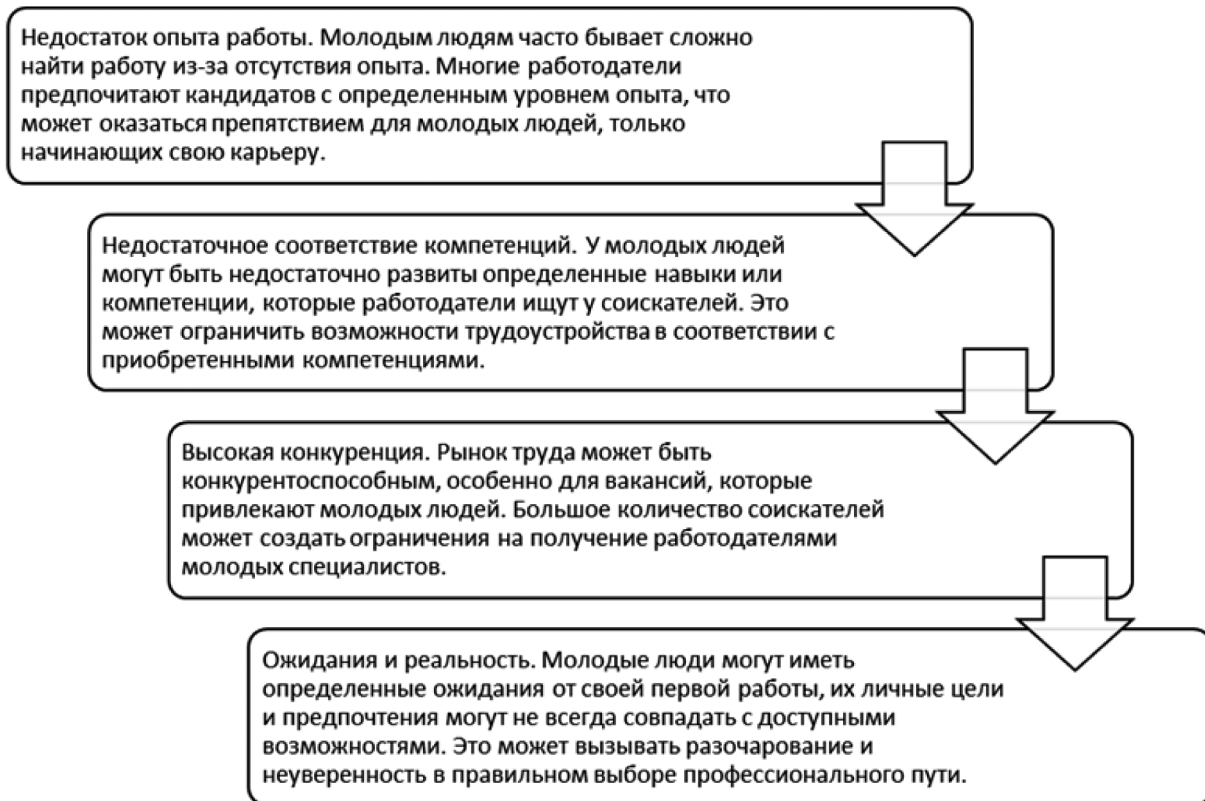 Недостаток опыта работы. Молодым людям часто бывает сложно
найти работу из-за отсутствия опыта. Многие работодатели
предпочитают кандидатов с определенным уровнем опыта, что
может оказаться препятствием для молодых людей, только
начинающих свою карьеру.
Недостаточное соответствие компетенций. У молодых людей
могут быть недостаточно развиты определенные навыки или
компетенции, которые работодатели ищут у соискателей. Это
может ограничить возможности трудоустройства в соответствии с
приобретенными компетенциями.
Высокая конкуренция. Рынок труда может быть
конкурентоспособным, особенно для вакансий, которые
привлекают молодых людей. Большое количество соискателей
может создать ограничения на получение работодателями
молодых специалистов.
Ожидания и реальность. Молодые люди могут иметь
определенные ожидания от своей первой работы, их личные цели
и предпочтения могут не всегда совпадать с доступными
возможностями. Это может вызывать разочарование и
неуверенность в правильном выборе профессионального пути.